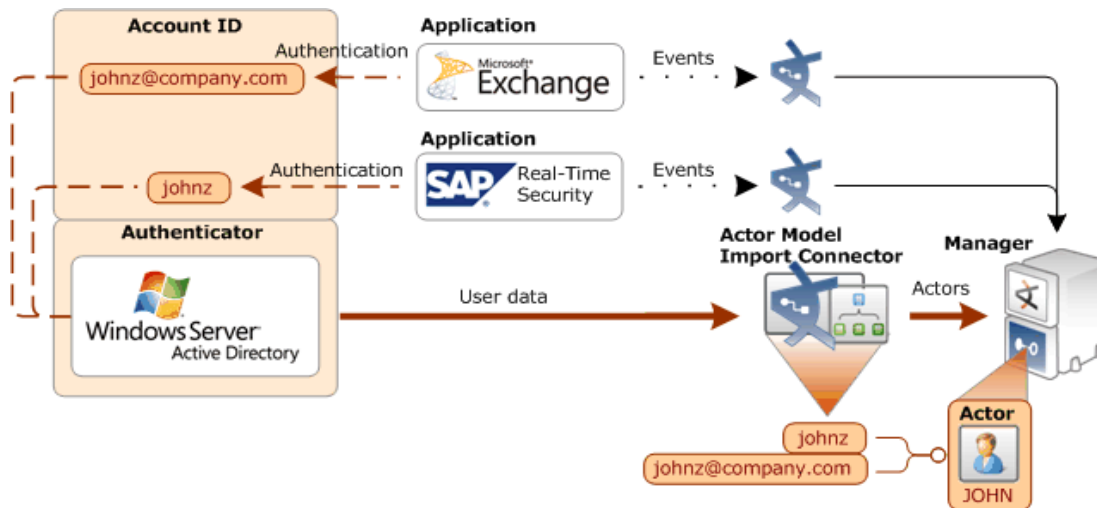 Account ID
Application
Authentication
johnz@company.com
Microsoft®
Exchange
Events
Application
Authentication
johnz
SAP
Real-Time
Security
Events
Authenticator
Actor Model
Import Connector
Manager
Windows Server
Active Directory
User data
Actors
johnz
johnz@company.com
Actor
JOHN